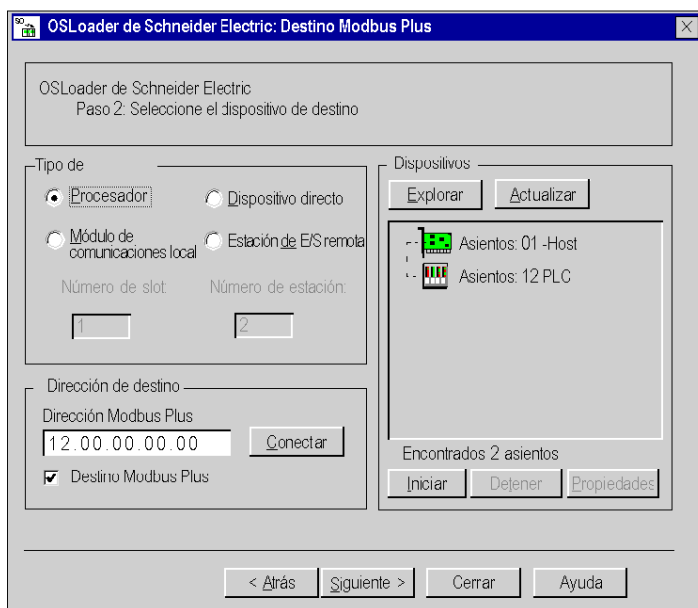 OSLoader de Schneider Electric: Destino Modbus Plus
OSLoader de Schneider Electric
Paso 2: Seleccione el dispositivo de destino
Tipo de
Procesador
Dispositivo directo
Módulo de
comunicaciones local
Estación de E/S remota
Número de slot:
Número de estación:
1
2
Dirección de destino
Dirección Modbus Plus
12.00.00.00.00
Conectar
Destino Modbus Plus
Dispositivos
Explorar
Actualizar
Asientos: 01 -Host
Asientos: 12 PLC
Encontrados 2 asientos
Iniciar
Detener
Propiedades
< Atrás
Siguiente >
Cerrar
Ayuda